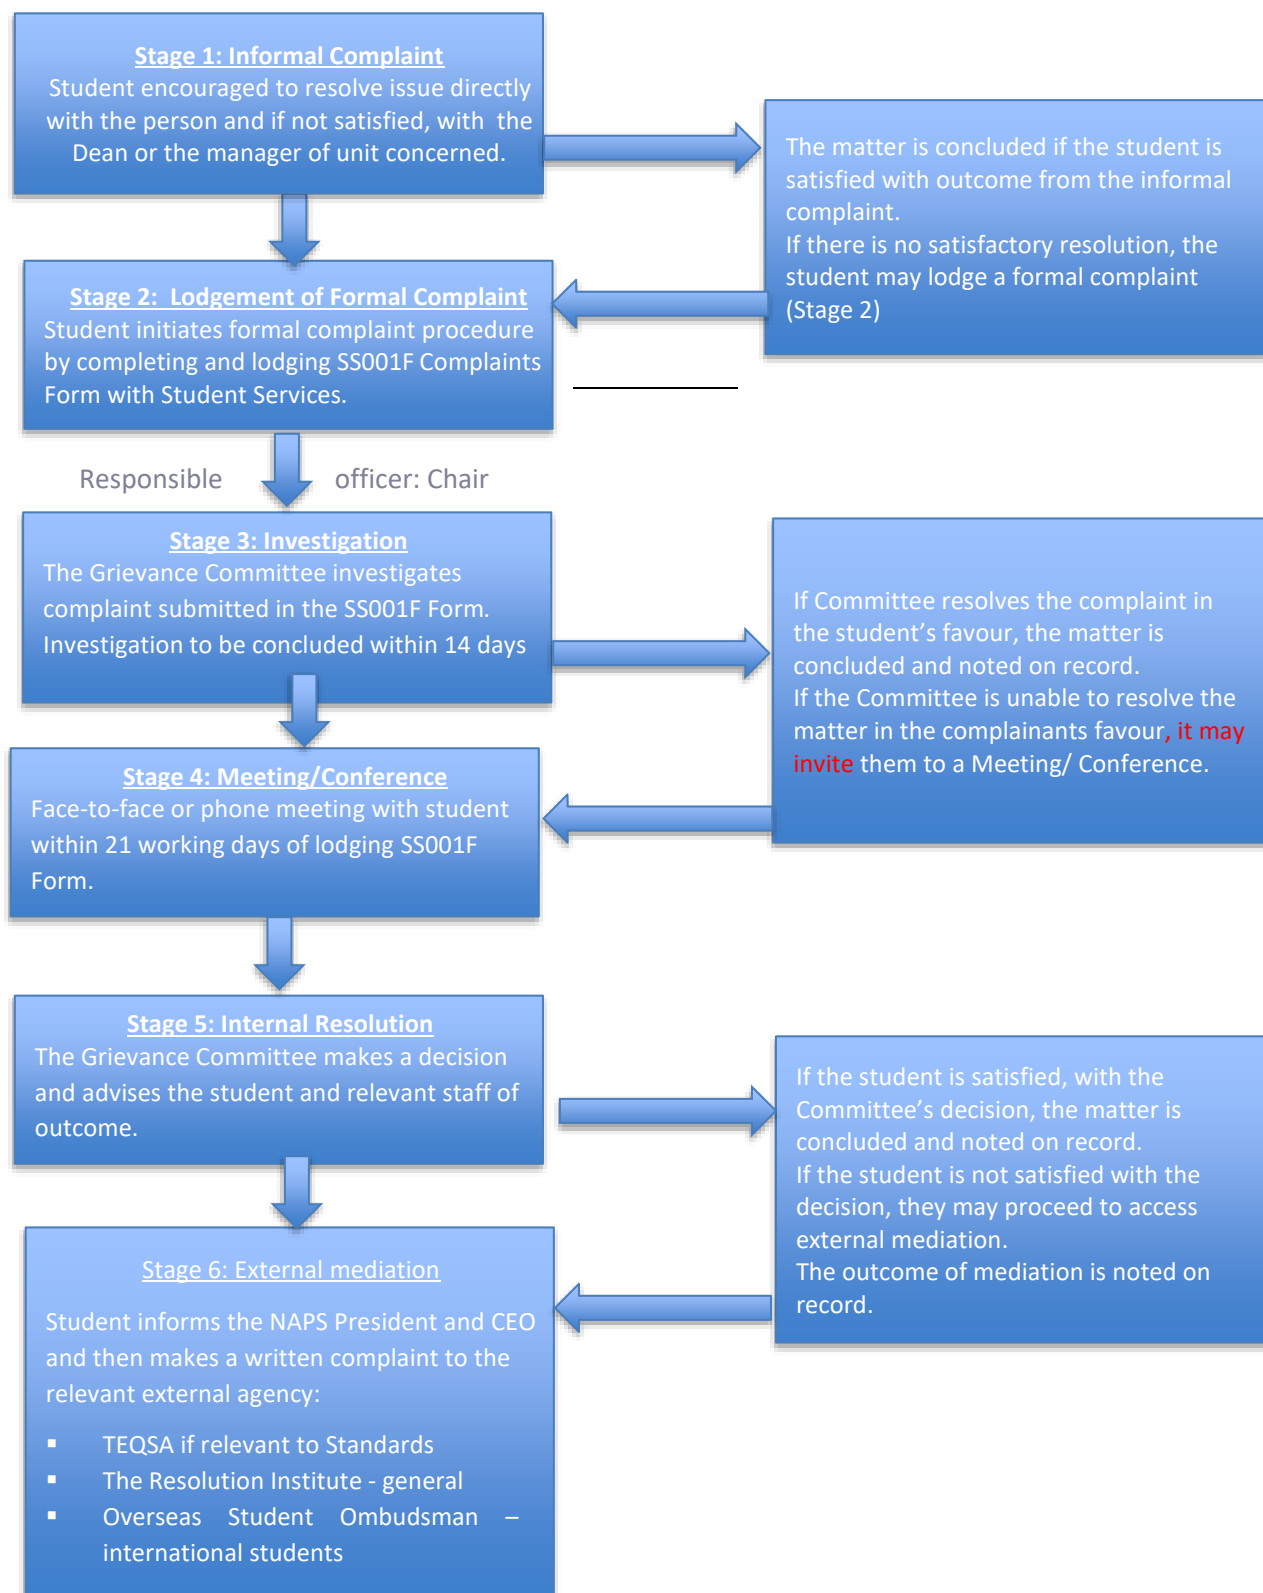 Stage 1: Informal Complaint
Student encouraged to resolve issue directly
with the person and if not satisfied, with the
Dean or the manager of unit concerned.
The matter is concluded if the student is
satisfied with outcome from the informal
complaint.
If there is no satisfactory resolution, the
student may lodge a formal complaint
(Stage 2)
Stage 2: Lodgement of Formal Complaint
Student initiates formal complaint procedure
by completing and lodging SS001F Complaints
Form with Student Services.
Responsible officer: Chair
Stage 3: Investigation
The Grievance Committee investigates
complaint submitted in the SS001F Form.
Investigation to be concluded within 14 days
If Committee resolves the complaint in
the student’s favour, the matter is
concluded and noted on record.
If the Committee is unable to resolve the
matter in the complainants favour, it may
invite them to a Meeting/ Conference.
Stage 4: Meeting/Conference
Face-to-face or phone meeting with student
within 21 working days of lodging SS001F
Form.
Stage 5: Internal Resolution
The Grievance Committee makes a decision
and advises the student and relevant staff of
outcome.
If the student is satisfied, with the
Committee’s decision, the matter is
concluded and noted on record.
If the student is not satisfied with the
decision, they may proceed to access
external mediation.
The outcome of mediation is noted on
record.
Stage 6: External mediation
Student informs the NAPS President and CEO
and then makes a written complaint to the
relevant external agency:
▪ TEQSA if relevant to Standards
▪ The Resolution Institute - general
▪ Overseas Student Ombudsman –
international students